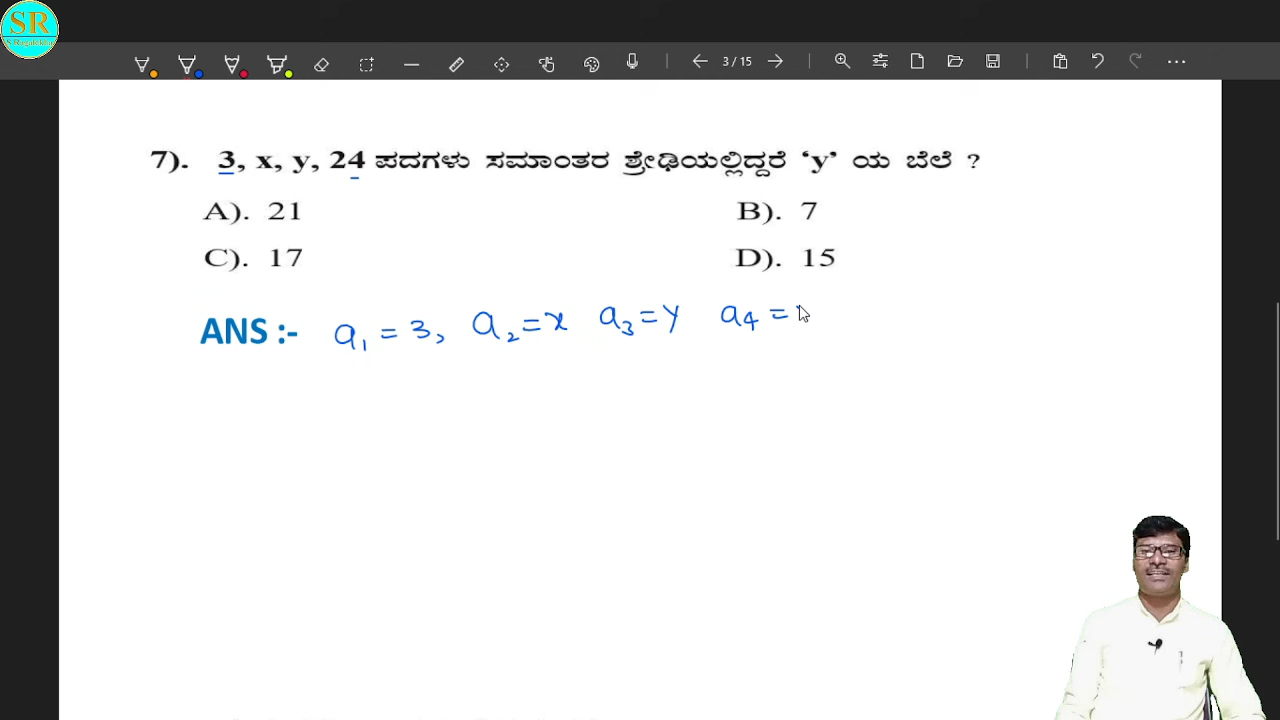 SR
3 / 15
7). 3, x, y, 24 ಪದಗಳು ಸಮಾಂತರ ಶ್ರೇಢಿಯಲ್ಲಿದ್ದರೆ ‘y’ ಯ ಬೆಲೆ ?
A). 21 B). 7
C). 17 D). 15
ANS :- a₁ = 3, a₂ = x a₃ = y a₄ =